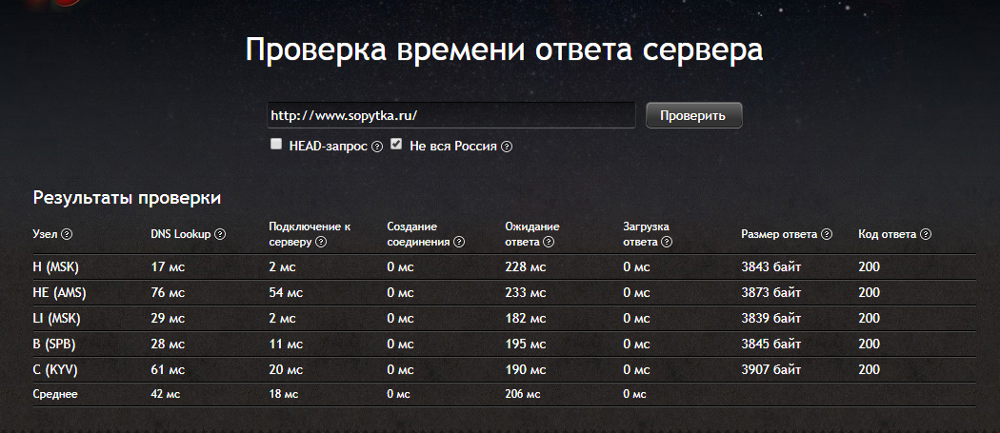 Проверка времени ответа сервера
http://www.sopytka.ru/ Проверить
HEAD-запрос ? Не вся Россия ?
Результаты проверки
Узел ? DNS Lookup ? Подключение к серверу ? Создание соединения ? Ожидание ответа ? Загрузка ответа ? Размер ответа ? Код ответа ?
H (MSK) 17 мс 2 мс 0 мс 228 мс 0 мс 3843 байт 200
HE (AMS) 76 мс 54 мс 0 мс 233 мс 0 мс 3873 байт 200
LI (MSK) 29 мс 2 мс 0 мс 182 мс 0 мс 3839 байт 200
B (SPB) 28 мс 11 мс 0 мс 195 мс 0 мс 3845 байт 200
C (KYV) 61 мс 20 мс 0 мс 190 мс 0 мс 3907 байт 200
Среднее 42 мс 18 мс 0 мс 206 мс 0 мс